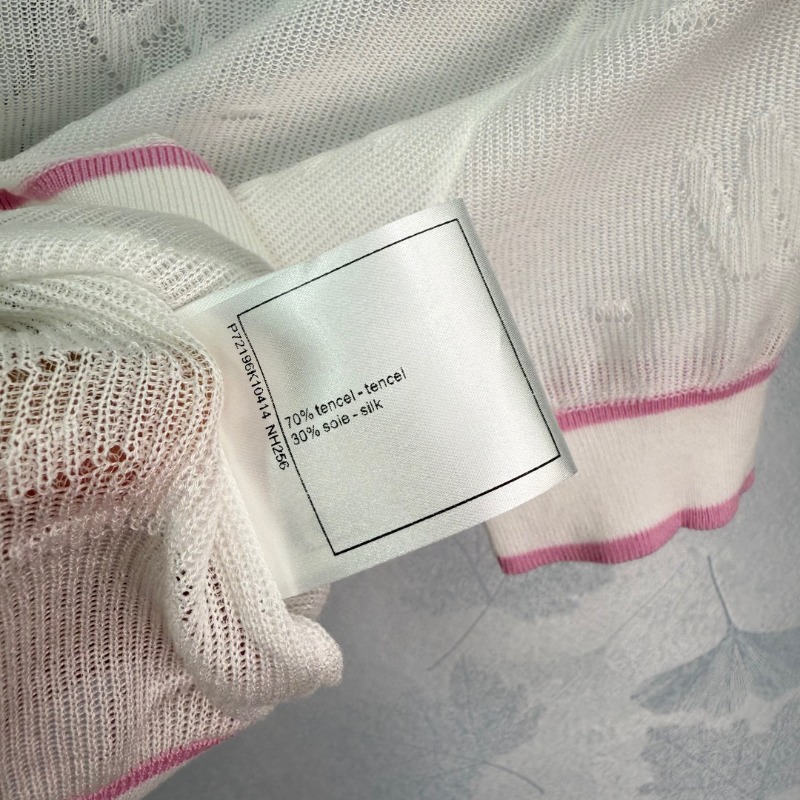 P72196K10414 NH256
70% tencel - tencel
30% soie - silk